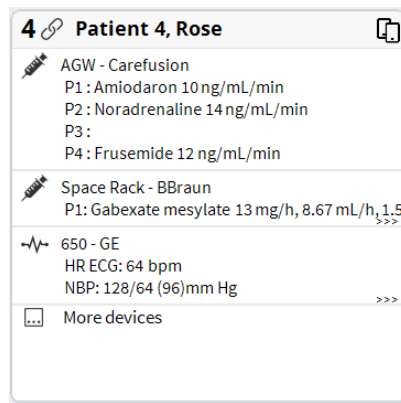 4 Patient 4, Rose
AGW - Carefusion
P1 : Amiodaron 10 ng/mL/min
P2 : Noradrenaline 14 ng/mL/min
P3 :
P4 : Frusemide 12 ng/mL/min
Space Rack - BBraun
P1: Gabexate mesylate 13 mg/h, 8.67 mL/h, 1.5
>>>
650 - GE
HR ECG: 64 bpm
NBP: 128/64 (96)mm Hg
>>>
More devices